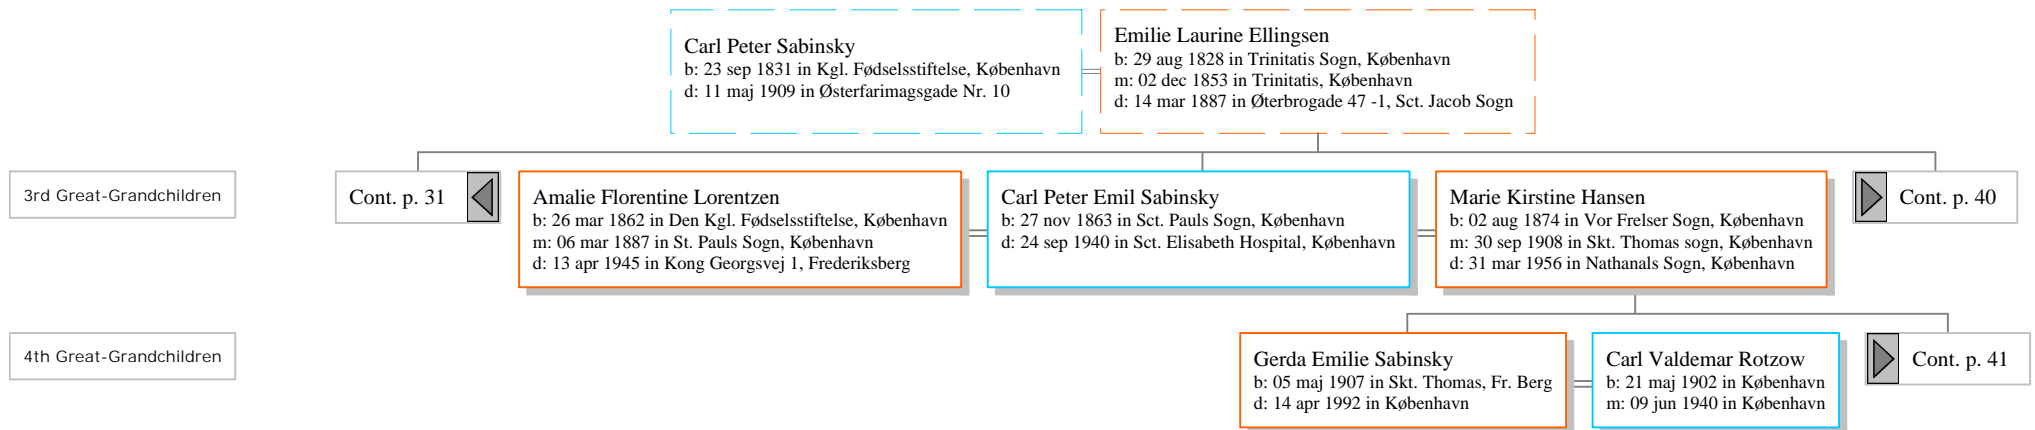 Carl Peter Sabinsky
b: 23 sep 1831 in Kgl. Fødselsstiftelse, København
d: 11 maj 1909 in Østerfarimagsgade Nr. 10
Emilie Laurine Ellingsen
b: 29 aug 1828 in Trinitatis Sogn, København
m: 02 dec 1853 in Trinitatis, København
d: 14 mar 1887 in Øterbrogade 47 -1, Sct. Jacob Sogn
3rd Great-Grandchildren
Cont. p. 31
Amalie Florentine Lorentzen
b: 26 mar 1862 in Den Kgl. Fødselsstiftelse, København
m: 06 mar 1887 in St. Pauls Sogn, København
d: 13 apr 1945 in Kong Georgsvej 1, Frederiksberg
Carl Peter Emil Sabinsky
b: 27 nov 1863 in Sct. Pauls Sogn, København
d: 24 sep 1940 in Sct. Elisabeth Hospital, København
Marie Kirstine Hansen
b: 02 aug 1874 in Vor Frelser Sogn, København
m: 30 sep 1908 in Skt. Thomas sogn, København
d: 31 mar 1956 in Nathanals Sogn, København
Cont. p. 40
4th Great-Grandchildren
Gerda Emilie Sabinsky
b: 05 maj 1907 in Skt. Thomas, Fr. Berg
d: 14 apr 1992 in København
Carl Valdemar Rotzow
b: 21 maj 1902 in København
m: 09 jun 1940 in København
Cont. p. 41